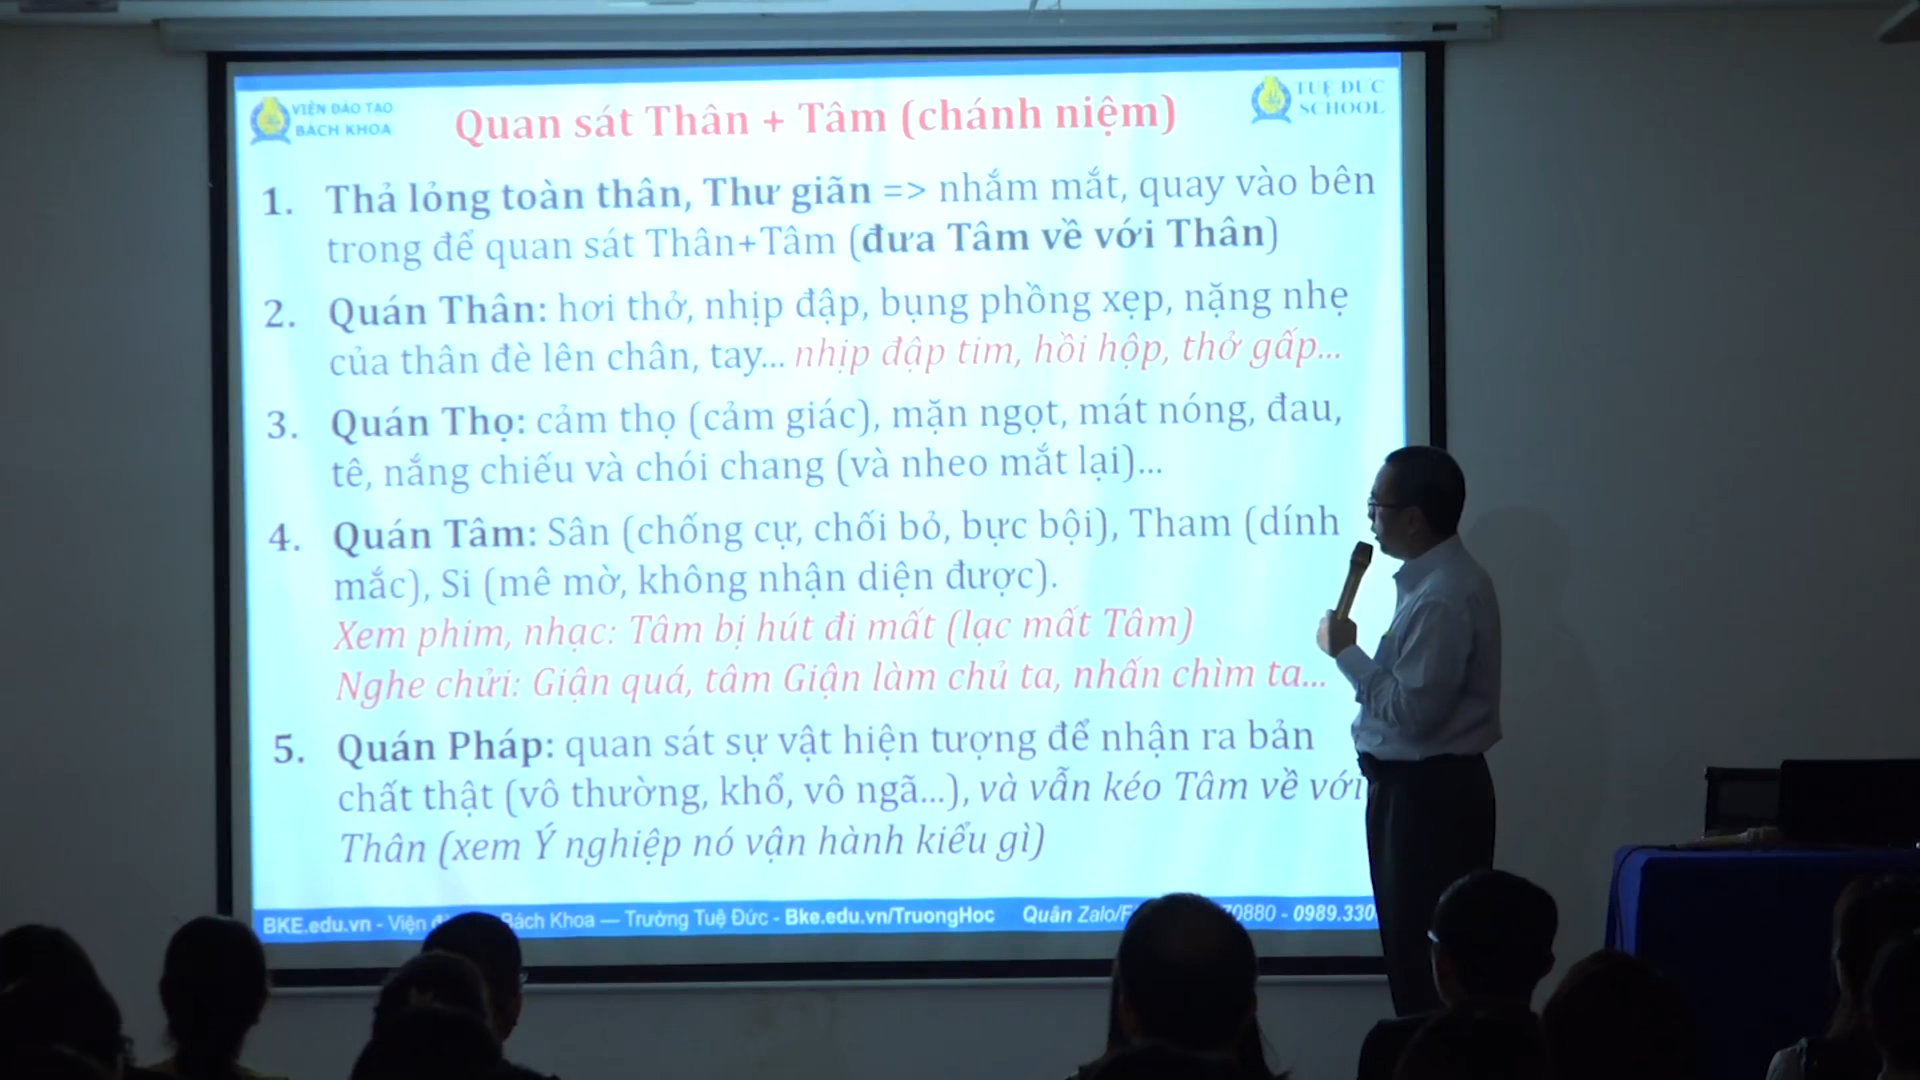 VIỆN ĐÀO TẠO
BÁCH KHOA
Quan sát Thân + Tâm (chánh niệm)
TUỆ ĐỨC
SCHOOL
1. Thả lỏng toàn thân, Thư giãn => nhắm mắt, quay vào bên
trong để quan sát Thân+Tâm (đưa Tâm về với Thân)
2. Quán Thân: hơi thở, nhịp đập, bụng phồng xẹp, nặng nhẹ
của thân đè lên chân, tay... nhịp đập tim, hồi hộp, thở gấp...
3. Quán Thọ: cảm thọ (cảm giác), mặn ngọt, mát nóng, đau,
tê, nắng chiếu và chói chang (và nheo mắt lại)...
4. Quán Tâm: Sân (chống cự, chối bỏ, bực bội), Tham (dính
mắc), Si (mê mờ, không nhận diện được).
Xem phim, nhạc: Tâm bị hút đi mất (lạc mất Tâm)
Nghe chửi: Giận quá, tâm Giận làm chủ ta, nhấn chìm ta...
5. Quán Pháp: quan sát sự vật hiện tượng để nhận ra bản
chất thật (vô thường, khổ, vô ngã...), và vẫn kéo Tâm về với
Thân (xem Ý nghiệp nó vận hành kiểu gì)
BKE.edu.vn - Viện Bách Khoa — Trường Tuệ Đức - Bke.edu.vn/TruongHoc Quân Zalo/F 70880 - 0989.330